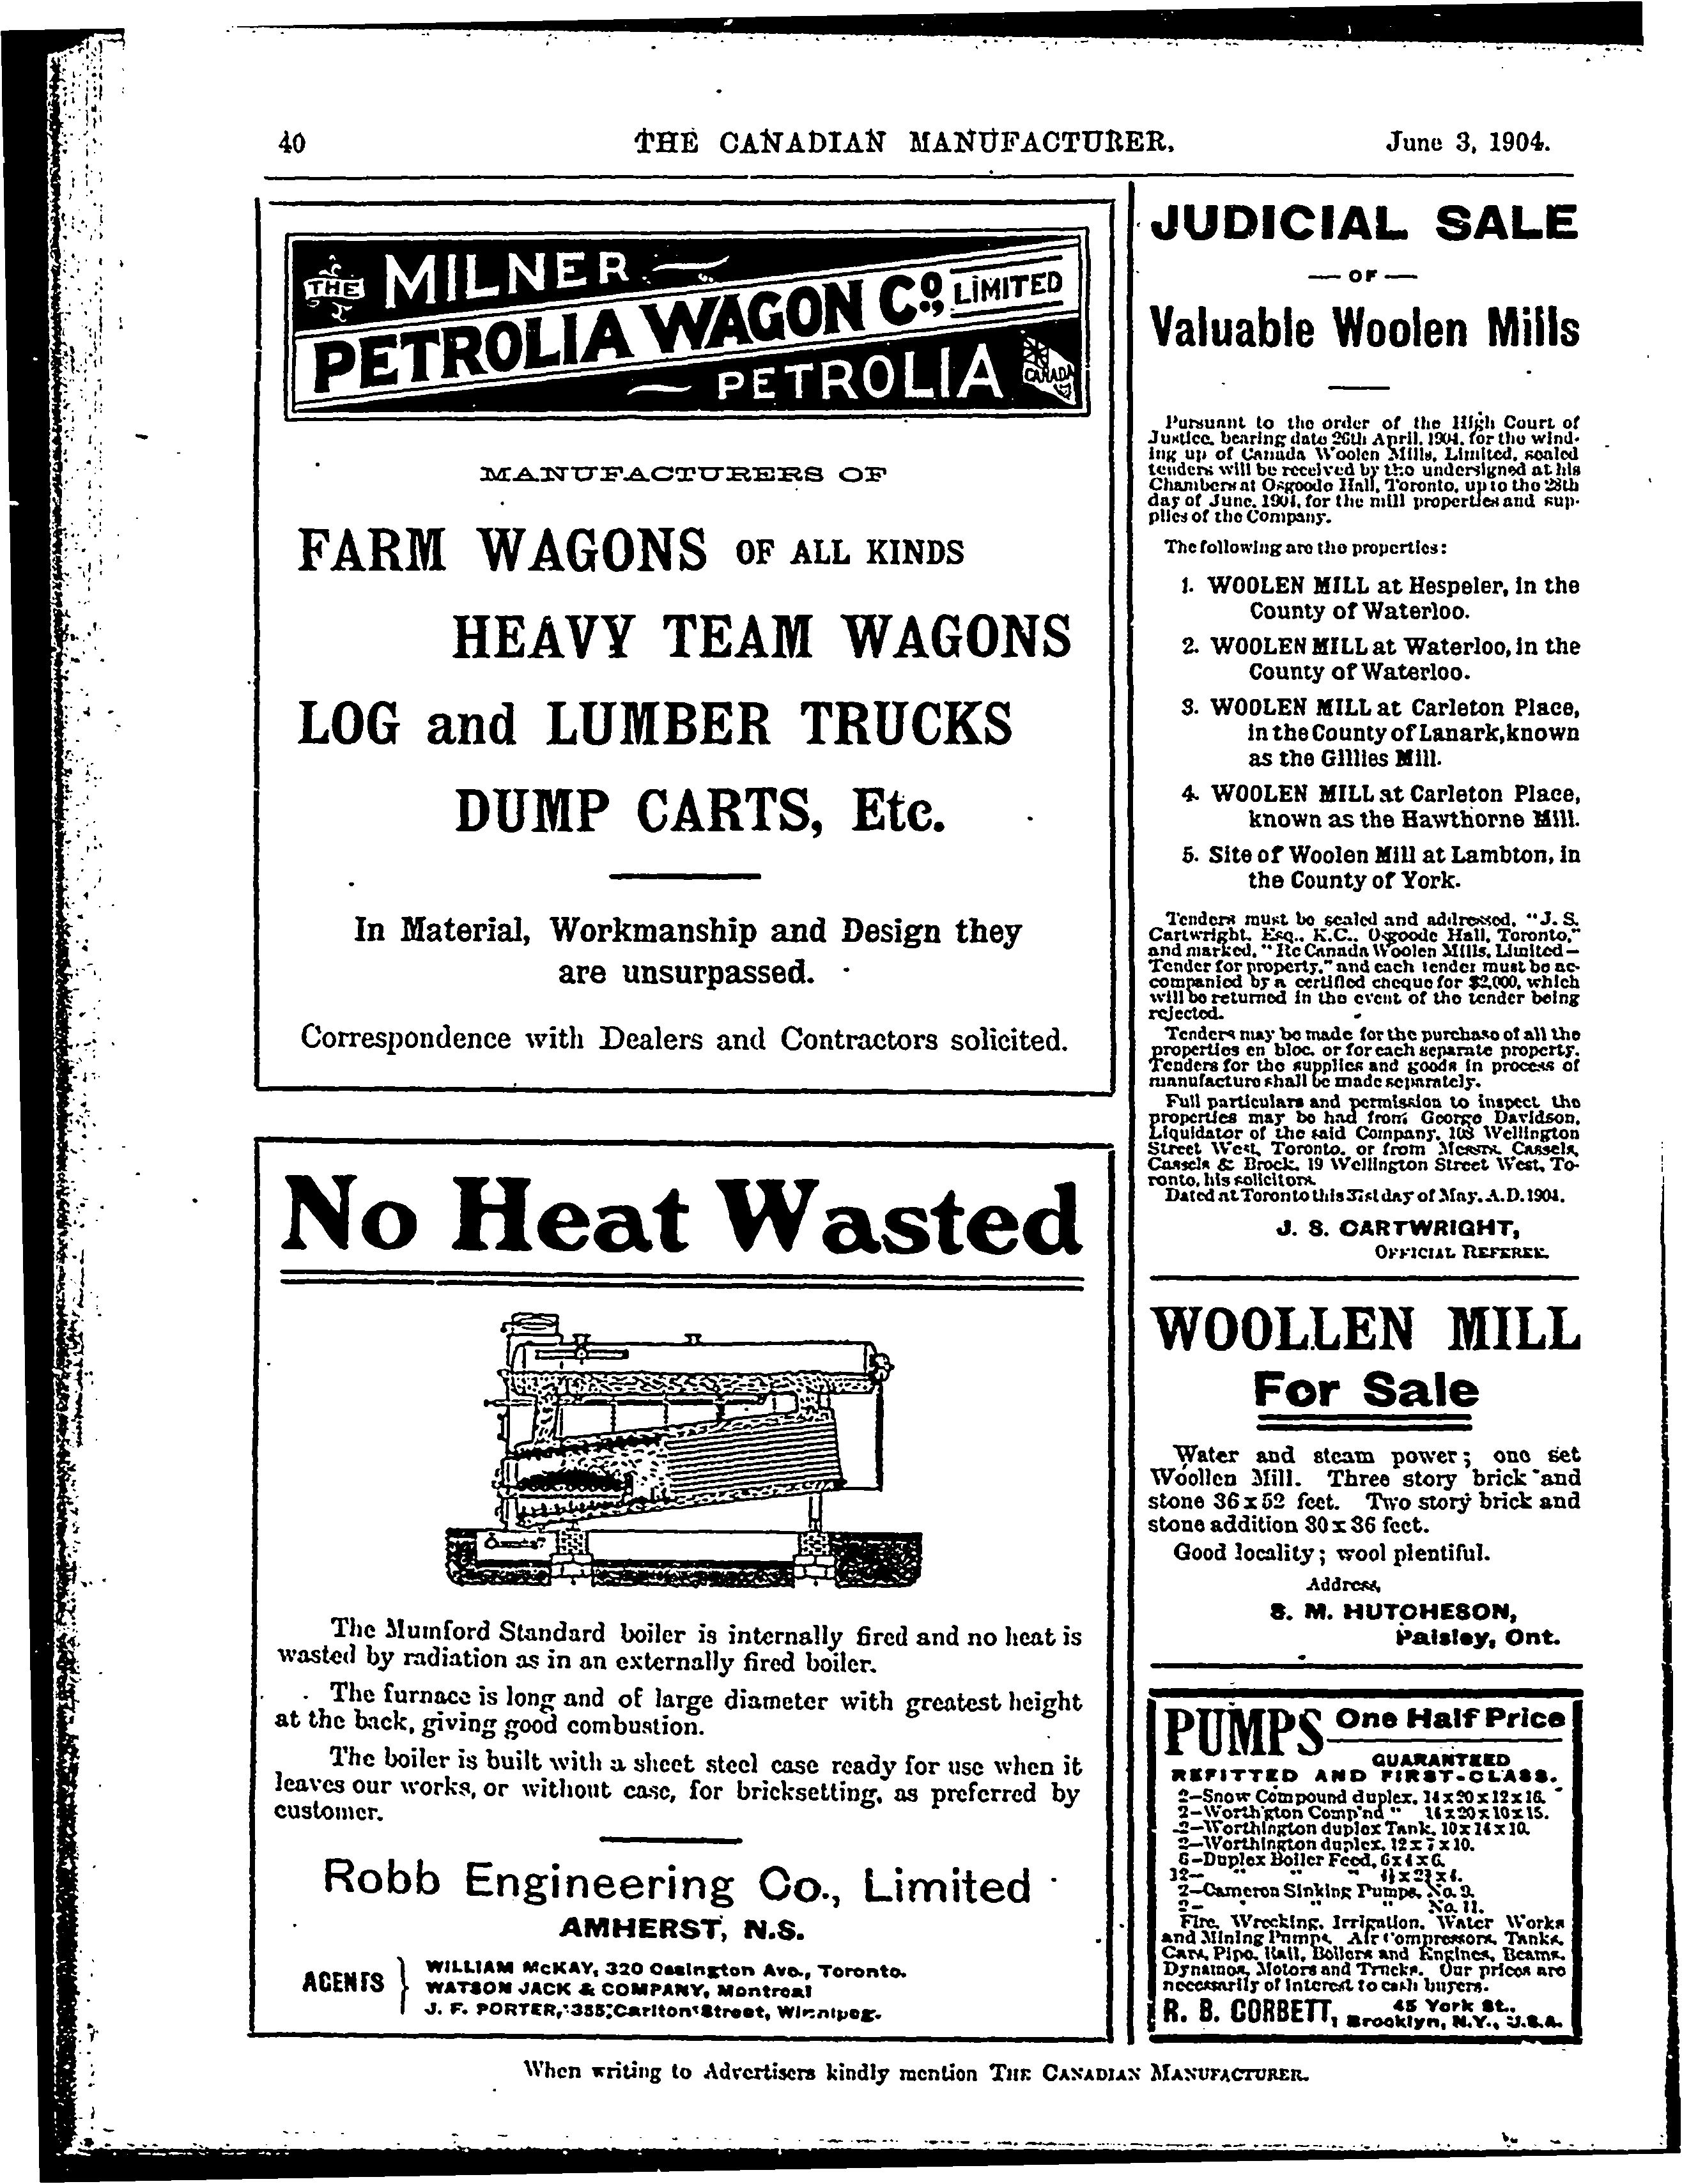 40 THE CANADIAN MANUFACTURER, June 3, 1904.
THE MILNER
PETROLIA WAGON Co., LIMITED
PETROLIA CANADA
MANUFACTURERS OF
FARM WAGONS OF ALL KINDS
HEAVY TEAM WAGONS
LOG and LUMBER TRUCKS
DUMP CARTS, Etc.
In Material, Workmanship and Design they
are unsurpassed.
Correspondence with Dealers and Contractors solicited.
No Heat Wasted
The Mumford Standard boiler is internally fired and no heat is
wasted by radiation as in an externally fired boiler.
The furnace is long and of large diameter with greatest height
at the back, giving good combustion.
The boiler is built with a sheet steel case ready for use when it
leaves our works, or without case, for bricksetting, as preferred by
customer.
Robb Engineering Co., Limited
AMHERST, N.S.
AGENTS
WILLIAM McKAY, 320 Ossington Ave., Toronto.
WATSON JACK & COMPANY, Montreal
J. F. PORTER, 355 Carlton Street, Winnipeg.
JUDICIAL SALE
— OF —
Valuable Woolen Mills
Pursuant to the order of the High Court of
Justice, bearing date 26th April, 1904, for the wind-
ing up of Canada Woolen Mills, Limited, sealed
tenders will be received by the undersigned at his
Chambers at Osgoode Hall, Toronto, up to the 28th
day of June, 1904, for the mill properties and sup-
plies of the Company.
The following are the properties:
1. WOOLEN MILL at Hespeler, in the
County of Waterloo.
2. WOOLEN MILL at Waterloo, in the
County of Waterloo.
3. WOOLEN MILL at Carleton Place,
in the County of Lanark, known
as the Gillies Mill.
4. WOOLEN MILL at Carleton Place,
known as the Hawthorne Mill.
5. Site of Woolen Mill at Lambton, in
the County of York.
Tenders must be sealed and addressed, "J. S.
Cartwright, Esq., K.C., Osgoode Hall, Toronto,"
and marked, "Re Canada Woolen Mills, Limited—
Tender for property," and each tender must be ac-
companied by a certified cheque for $2,000, which
will be returned in the event of the tender being
rejected.
Tenders may be made for the purchase of all the
properties en bloc, or for each separate property.
Tenders for the supplies and goods in process of
manufacture shall be made separately.
Full particulars and permission to inspect the
properties may be had from George Davidson,
Liquidator of the said Company, 108 Wellington
Street West, Toronto, or from Messrs. Cassels,
Cassels & Brock, 19 Wellington Street West, To-
ronto, his solicitors.
Dated at Toronto this 31st day of May, A.D. 1904.
J. S. CARTWRIGHT,
OFFICIAL REFEREE.
WOOLLEN MILL
For Sale
Water and steam power; one set
Woollen Mill. Three story brick and
stone 36 x 52 feet. Two story brick and
stone addition 30 x 36 feet.
Good locality; wool plentiful.
Address,
S. M. HUTCHESON,
Paisley, Ont.
PUMPS One Half Price
GUARANTEED
REFITTED AND FIRST-CLASS.
2—Snow Compound duplex, 14 x 20 x 12 x 16.
2—Worth'gton Comp'nd " 14 x 20 x 10 x 15.
2—Worthington duplex Tank, 10 x 14 x 10.
2—Worthington duplex, 12 x 7 x 10.
6—Duplex Boiler Feed, 6 x 4 x 6.
12— " " "
2—Cameron Sinking Pumps, No. 9.
2— " " " No. 11.
Fire, Wrecking, Irrigation, Water Works
and Mining Pumps, Air Compressors, Tanks,
Cars, Pipe, Rail, Boilers and Engines, Beams,
Dynamos, Motors and Trucks. Our prices are
necessarily of interest to cash buyers.
R. B. CORBETT, 45 York St.,
Brooklyn, N.Y., U.S.A.
When writing to Advertisers kindly mention THE CANADIAN MANUFACTURER.